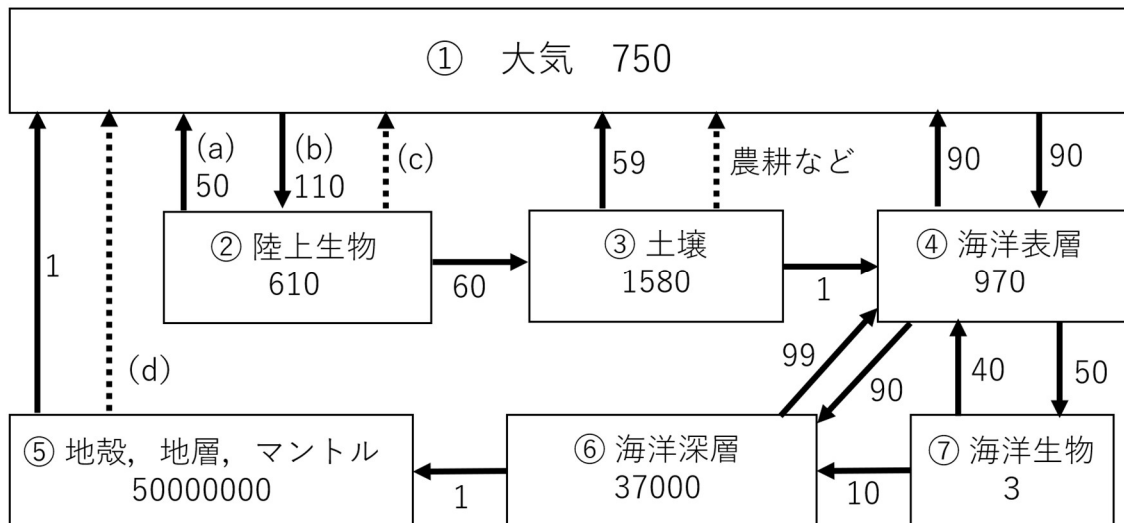 ① 大気 750
(a)
50
(b)
110
(c)
59
農耕など
90
90
② 陸上生物
610
60
③ 土壌
1580
1
④ 海洋表層
970
1
(d)
99
90
40
50
⑤ 地殻，地層，マントル
50000000
1
⑥ 海洋深層
37000
10
⑦ 海洋生物
3